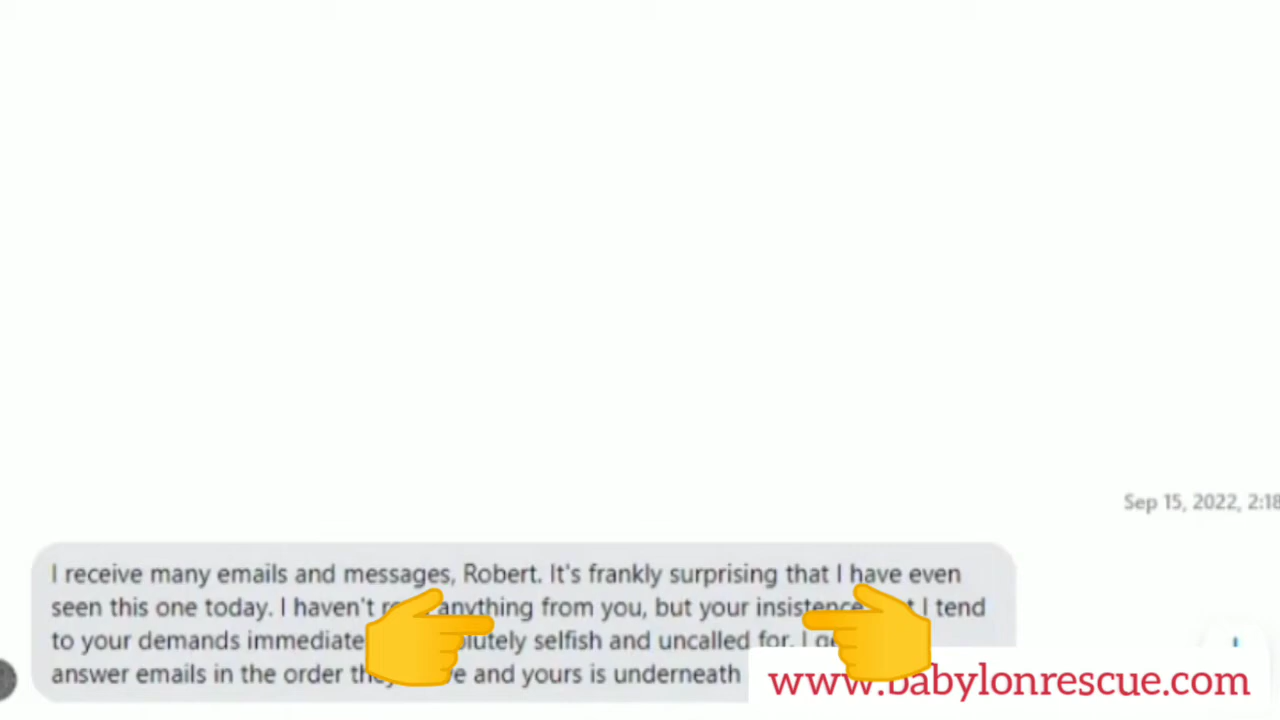 Sep 15, 2022, 2:18
I receive many emails and messages, Robert. It's frankly surprising that I have even
seen this one today. I haven't anything from you, but your insistence I tend
to your demands selfish and uncalled for. I
answer emails in the order and yours is underneath
www.babylonrescue.com